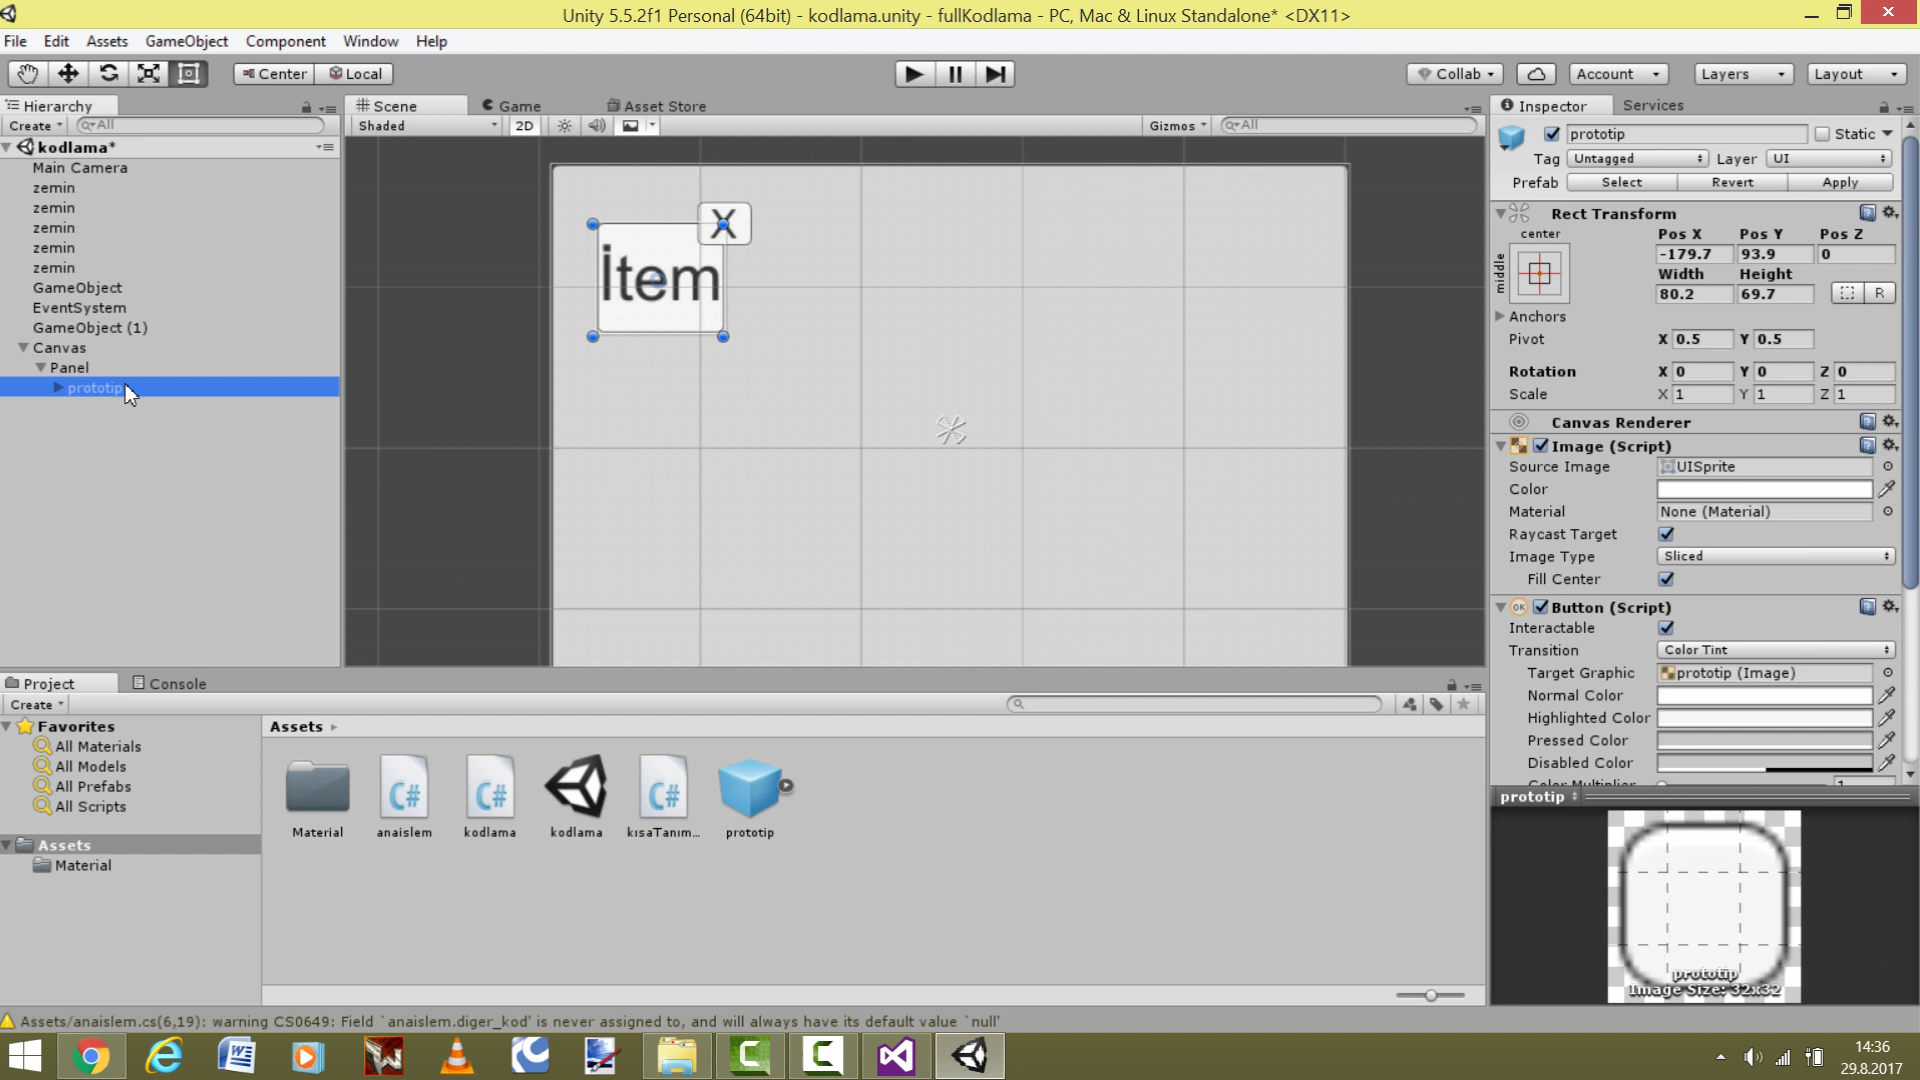 Unity 5.5.2f1 Personal (64bit) - kodlama.unity - fullKodlama - PC, Mac & Linux Standalone* <DX11>
File Edit Assets GameObject Component Window Help
Center Local Collab Account Layers Layout
Hierarchy
Create All
kodlama*
Main Camera
zemin
zemin
zemin
zemin
zemin
GameObject
EventSystem
GameObject (1)
Canvas
Panel
prototip
Scene Game Asset Store
Shaded 2D Gizmos All
X
İtem
Inspector Services
prototip Static
Tag Untagged Layer UI
Prefab Select Revert Apply
Rect Transform
center Pos X Pos Y Pos Z
-179.7 93.9 0
middle
Width Height
80.2 69.7 R
Anchors
Pivot X 0.5 Y 0.5
Rotation X 0 Y 0 Z 0
Scale X 1 Y 1 Z 1
Canvas Renderer
Image (Script)
Source Image UISprite
Color
Material None (Material)
Raycast Target
Image Type Sliced
Fill Center
OK Button (Script)
Interactable
Transition Color Tint
Target Graphic prototip (Image)
Normal Color
Highlighted Color
Pressed Color
Disabled Color
Color Multiplier 1
prototip
prototip
Image Size: 32x32
Project Console
Create
Favorites
All Materials
All Models
All Prefabs
All Scripts
Assets
Material
Assets
C# C# C#
Material anaislem kodlama kodlama kısaTanım... prototip
Assets/anaislem.cs(6,19): warning CS0649: Field `anaislem.diger_kod' is never assigned to, and will always have its default value `null'
14:36
29.8.2017